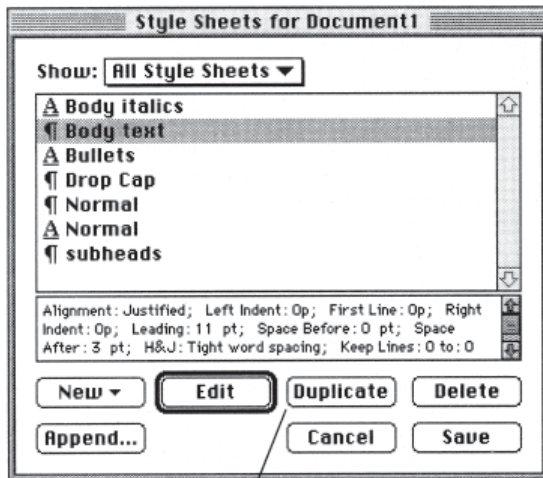 Style Sheets for Document1
Show: All Style Sheets ▼
A Body italics
¶ Body text
A Bullets
¶ Drop Cap
¶ Normal
A Normal
¶ subheads
Alignment: Justified; Left Indent: 0p; First Line: 0p; Right
Indent: 0p; Leading: 11 pt; Space Before: 0 pt; Space
After: 3 pt; H&J: Tight word spacing; Keep Lines: 0 to: 0
New ▼ Edit Duplicate Delete
Append... Cancel Save